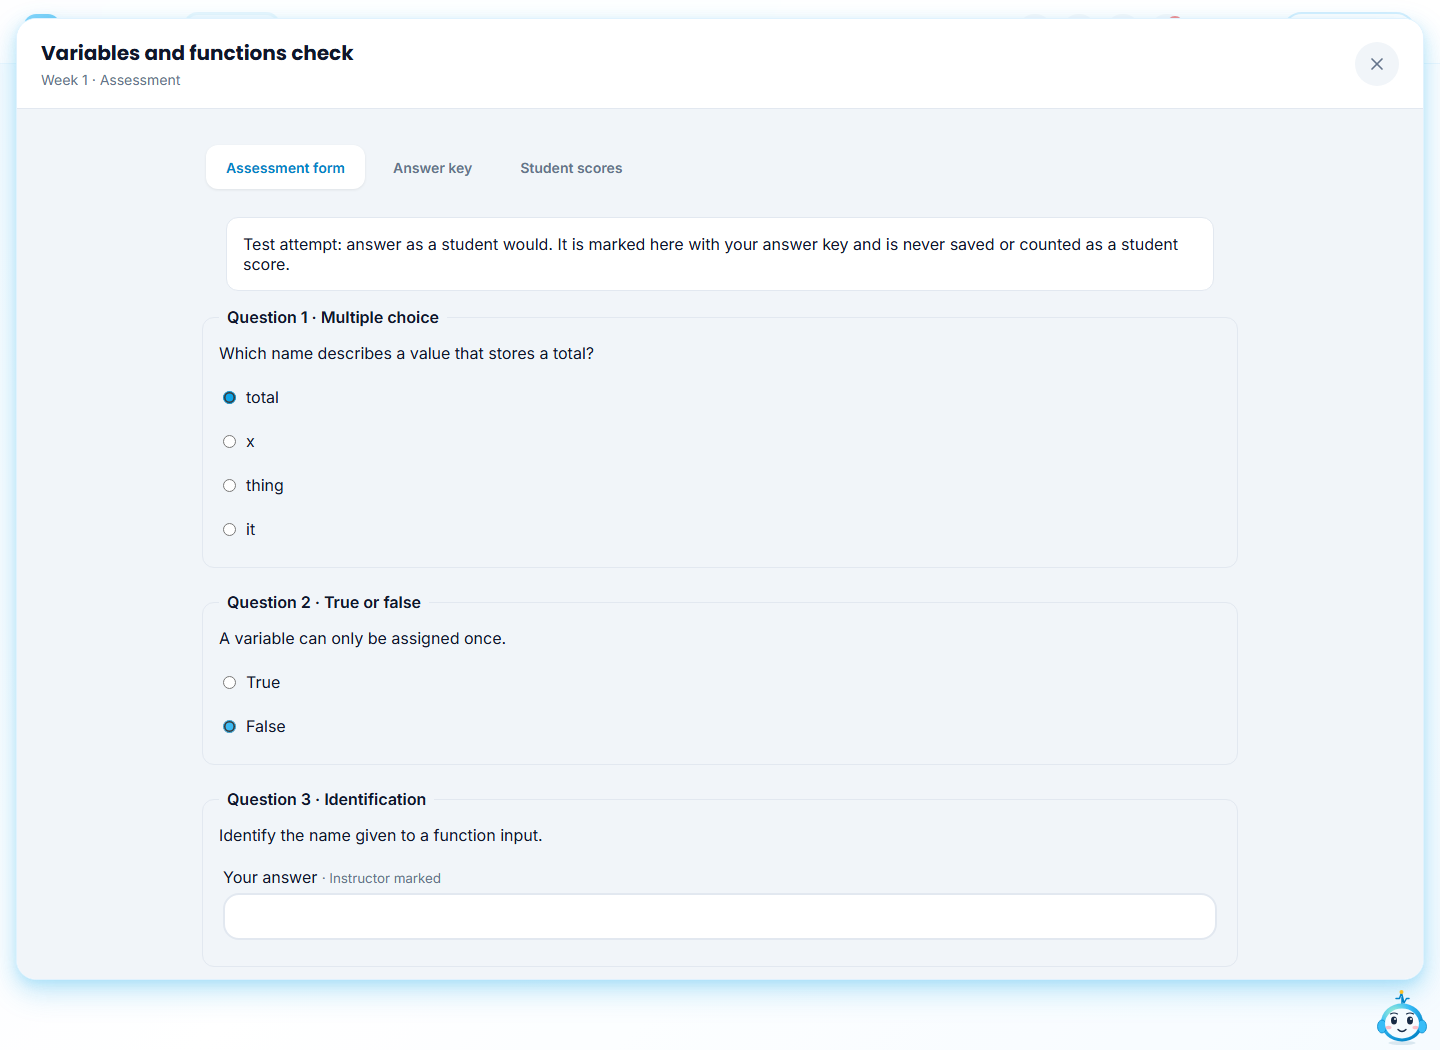 Variables and functions check
Week 1 · Assessment
Assessment form
Answer key
Student scores
Test attempt: answer as a student would. It is marked here with your answer key and is never saved or counted as a student
score.
Question 1 · Multiple choice
Which name describes a value that stores a total?
total
x
thing
it
Question 2 · True or false
A variable can only be assigned once.
True
False
Question 3 · Identification
Identify the name given to a function input.
Your answer · Instructor marked